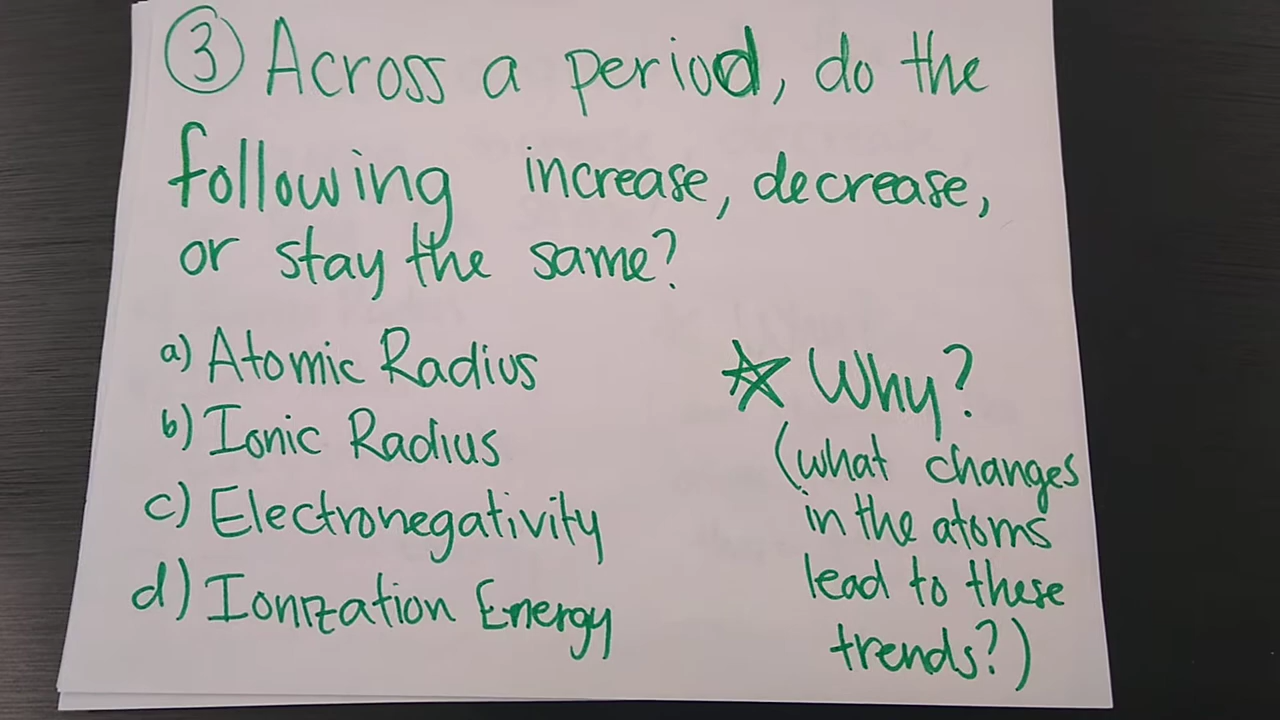 3 Across a period, do the
following increase, decrease,
or stay the same?
a) Atomic Radius
b) Ionic Radius
c) Electronegativity
d) Ionization Energy
☆ Why?
(what changes
in the atoms
lead to these
trends?)